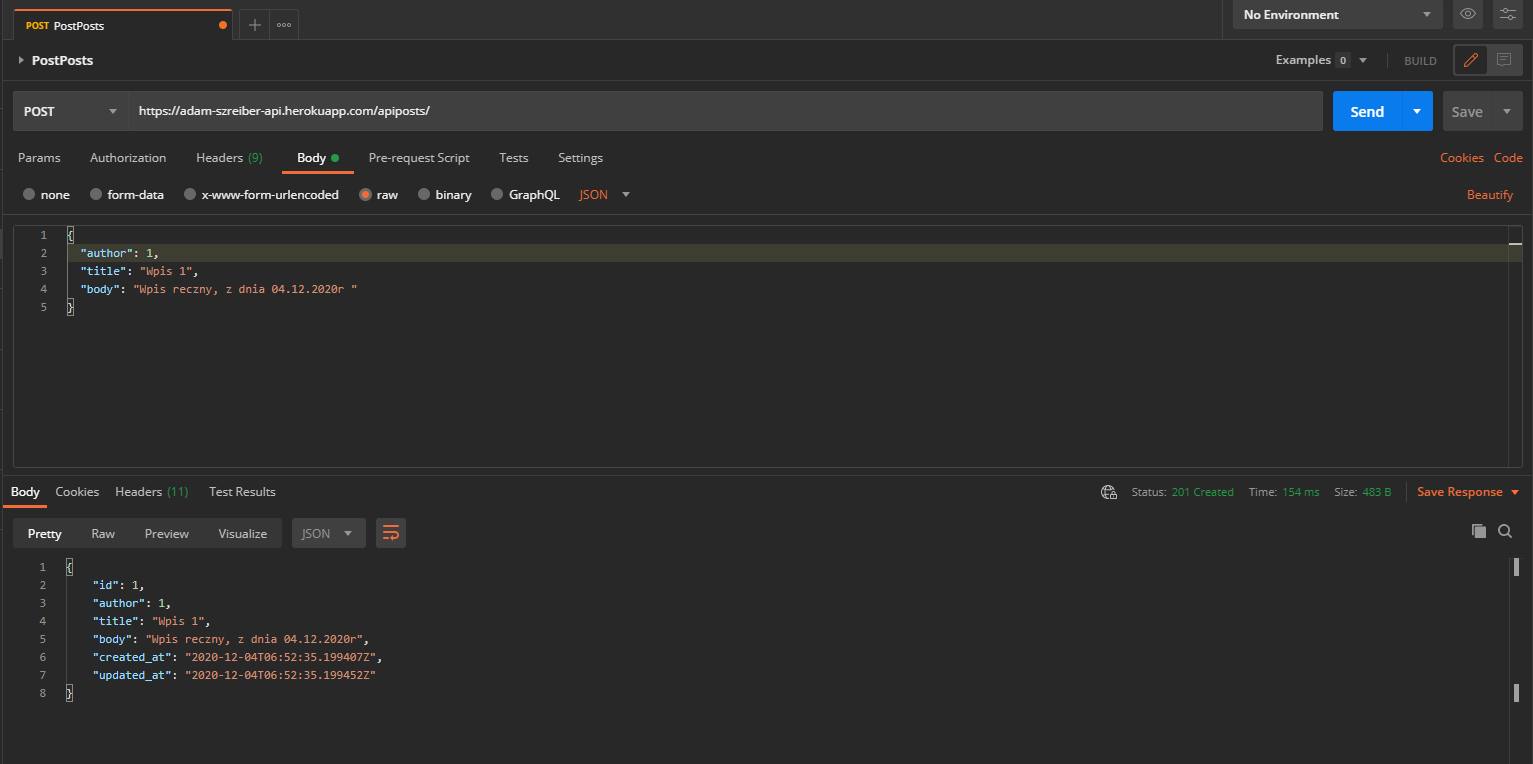 POST PostPosts
No Environment
PostPosts
Examples 0
BUILD
POST https://adam-szreiber-api.herokuapp.com/apiposts/
Send
Save
Params Authorization Headers (9) Body Pre-request Script Tests Settings
Cookies Code
none form-data x-www-form-urlencoded raw binary GraphQL JSON
Beautify
1 {
2 "author": 1,
3 "title": "Wpis 1",
4 "body": "Wpis reczny, z dnia 04.12.2020r "
5 }
Body Cookies Headers (11) Test Results
Status: 201 Created Time: 154 ms Size: 483 B
Save Response
Pretty Raw Preview Visualize JSON
1 {
2 "id": 1,
3 "author": 1,
4 "title": "Wpis 1",
5 "body": "Wpis reczny, z dnia 04.12.2020r",
6 "created_at": "2020-12-04T06:52:35.199407Z",
7 "updated_at": "2020-12-04T06:52:35.199452Z"
8 }